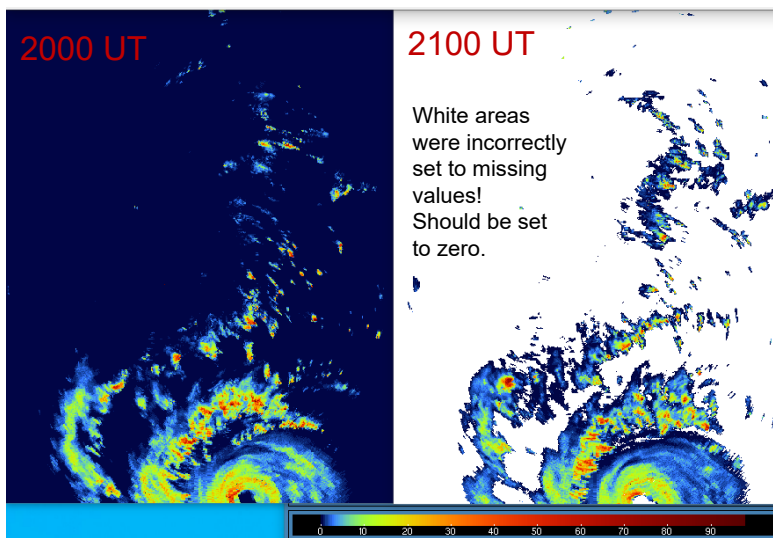 2000 UT
2100 UT
White areas
were incorrectly
set to missing
values!
Should be set
to zero.
0 10 20 30 40 50 60 70 80 90